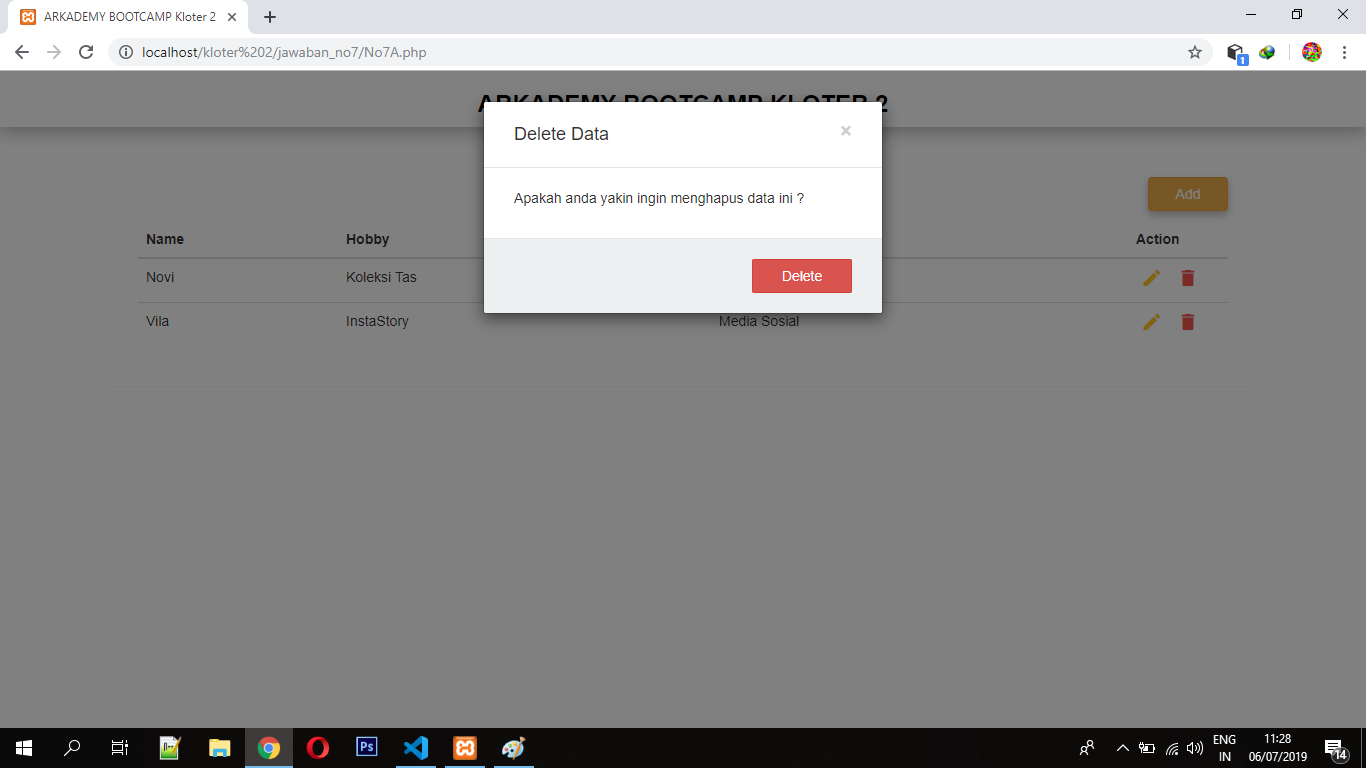 ARKADEMY BOOTCAMP Kloter 2
localhost/kloter%202/jawaban_no7/No7A.php
1
ARKADEMY BOOTCAMP KLOTER 2
Delete Data
×
Apakah anda yakin ingin menghapus data ini ?
Delete
Add
Name Hobby Action
Novi Koleksi Tas
Vila InstaStory Media Sosial
Ps
ENG
IN
11:28
06/07/2019
14